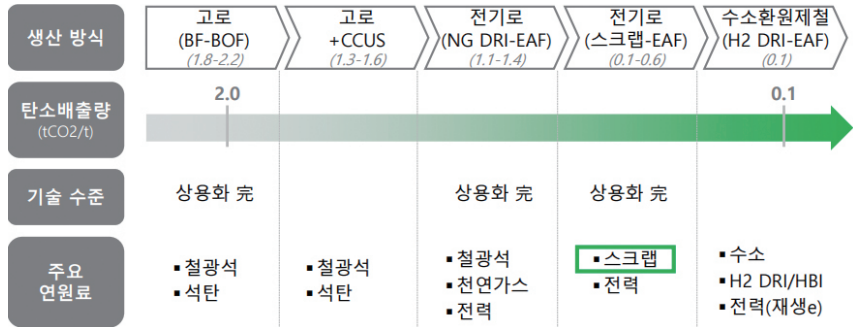 생산 방식
고로
(BF-BOF)
(1.8-2.2)
고로
+CCUS
(1.3-1.6)
전기로
(NG DRI-EAF)
(1.1-1.4)
전기로
(스크랩-EAF)
(0.1-0.6)
수소환원제철
(H2 DRI-EAF)
(0.1)
탄소배출량
(tCO2/t)
2.0
0.1
기술 수준
상용화 完
상용화 完
상용화 完
주요
연원료
▪철광석
▪석탄
▪철광석
▪석탄
▪철광석
▪천연가스
▪전력
▪스크랩
▪전력
▪수소
▪H2 DRI/HBI
▪전력(재생e)